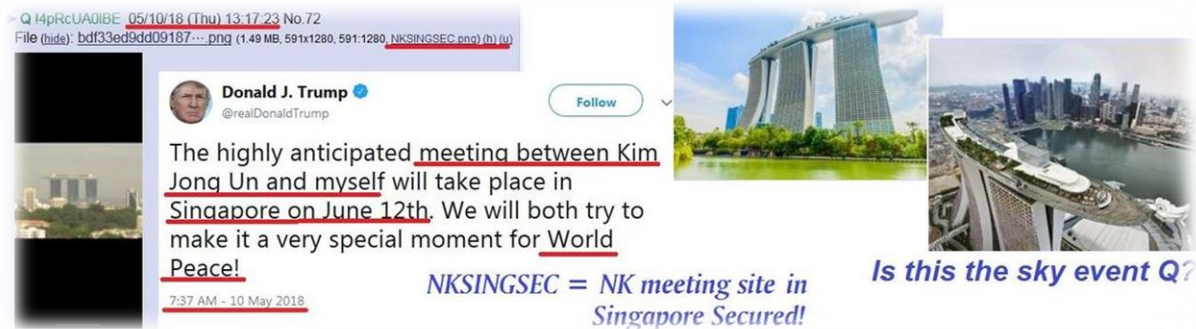 Q !4pRcUA0lBE 05/10/18 (Thu) 13:17:23 No.72
File (hide): bdf33ed9dd09187⋯.png (1.49 MB, 591x1280, 591:1280, NKSINGSEC.png) (h) (u)
Donald J. Trump
@realDonaldTrump
Follow
The highly anticipated meeting between Kim
Jong Un and myself will take place in
Singapore on June 12th. We will both try to
make it a very special moment for World
Peace!
7:37 AM - 10 May 2018
NKSINGSEC = NK meeting site in
Singapore Secured!
Is this the sky event Q?